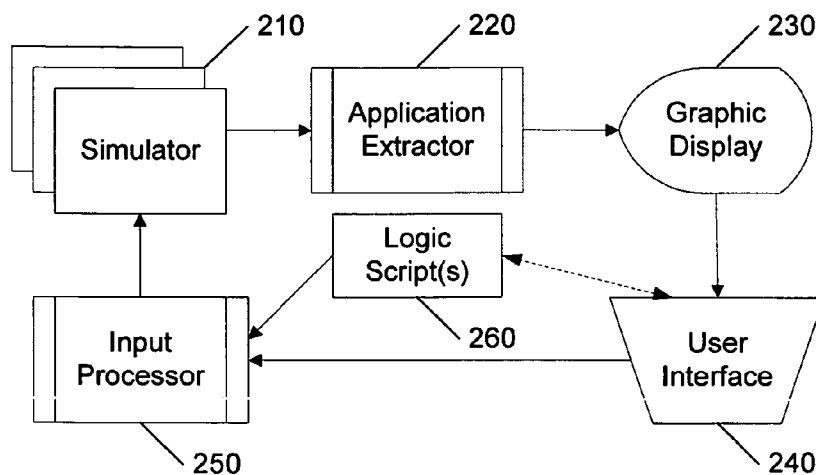 210
220
230
Simulator
Application
Extractor
Graphic
Display
Logic
Script(s)
260
Input
Processor
User
Interface
250
240